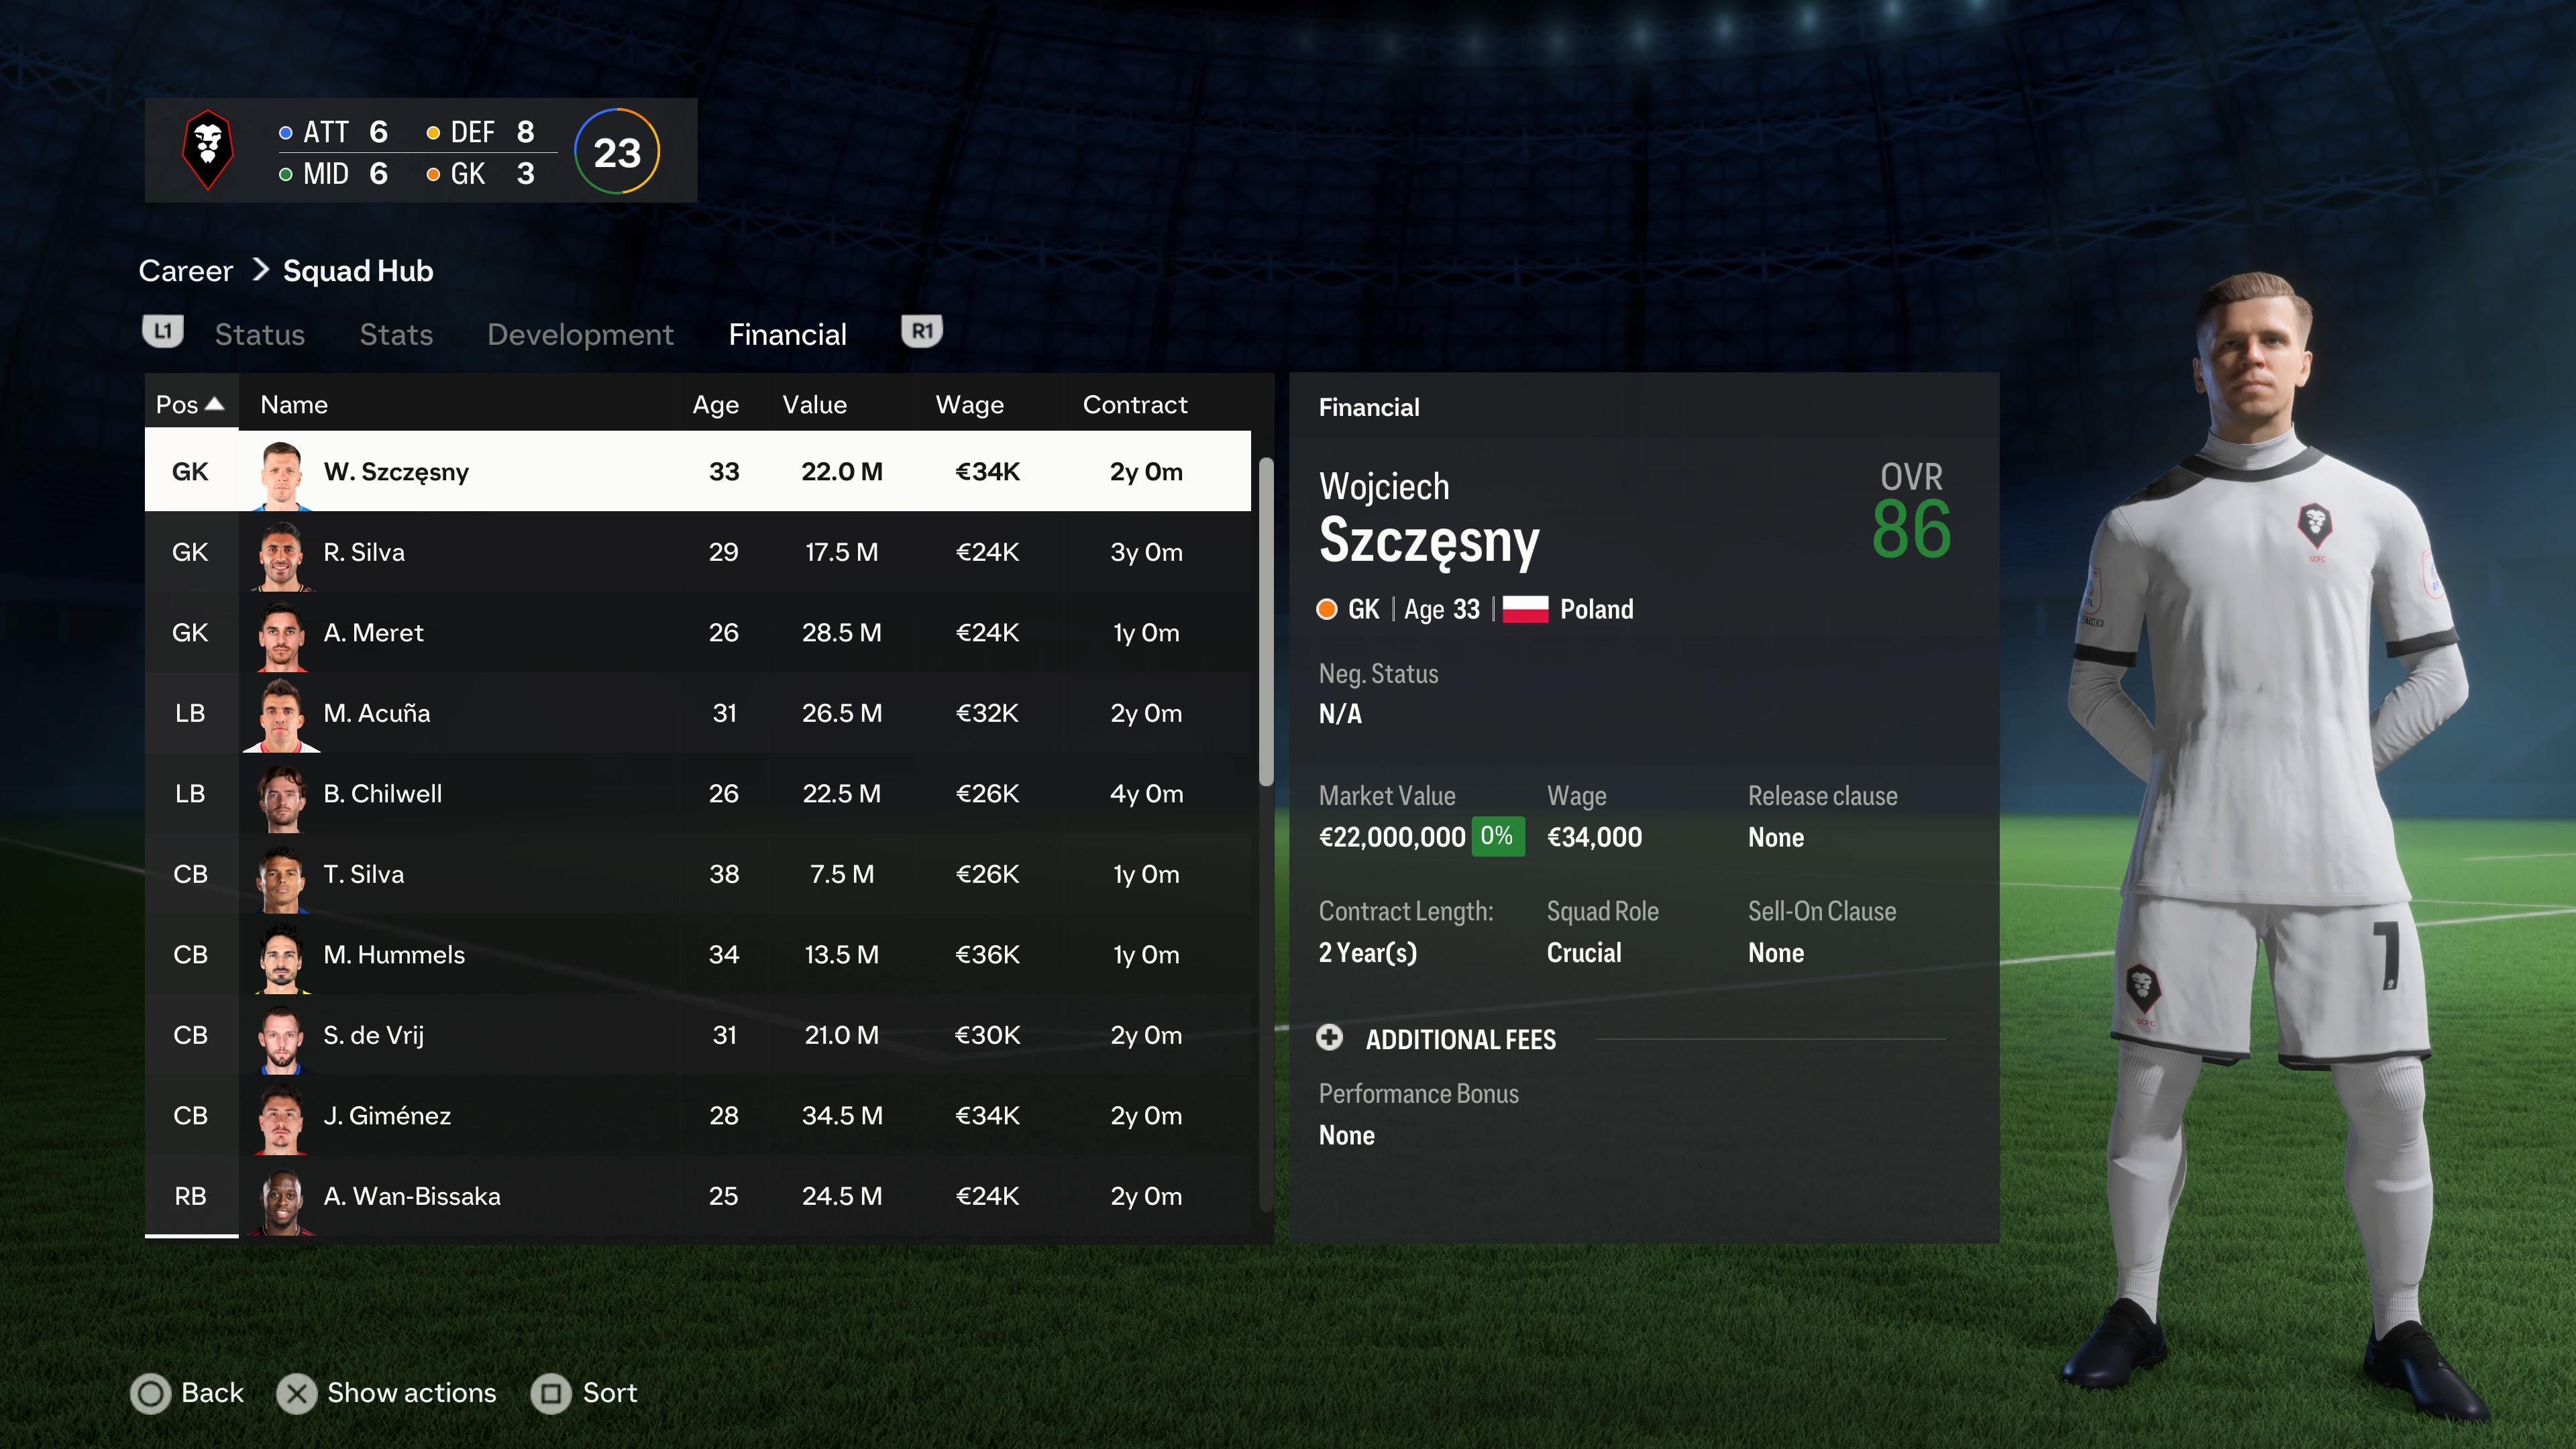 ATT 6 DEF 8
MID 6 GK 3
23
Career > Squad Hub
L1 Status Stats Development Financial R1
Pos Name Age Value Wage Contract
GK W. Szczęsny 33 22.0 M €34K 2y 0m
GK R. Silva 29 17.5 M €24K 3y 0m
GK A. Meret 26 28.5 M €24K 1y 0m
LB M. Acuña 31 26.5 M €32K 2y 0m
LB B. Chilwell 26 22.5 M €26K 4y 0m
CB T. Silva 38 7.5 M €26K 1y 0m
CB M. Hummels 34 13.5 M €36K 1y 0m
CB S. de Vrij 31 21.0 M €30K 2y 0m
CB J. Giménez 28 34.5 M €34K 2y 0m
RB A. Wan-Bissaka 25 24.5 M €24K 2y 0m
Financial
Wojciech
Szczęsny
OVR
86
GK | Age 33 | Poland
Neg. Status
N/A
Market Value Wage Release clause
€22,000,000 0% €34,000 None
Contract Length: Squad Role Sell-On Clause
2 Year(s) Crucial None
ADDITIONAL FEES
Performance Bonus
None
SCFC
1
SCFC
Back Show actions Sort